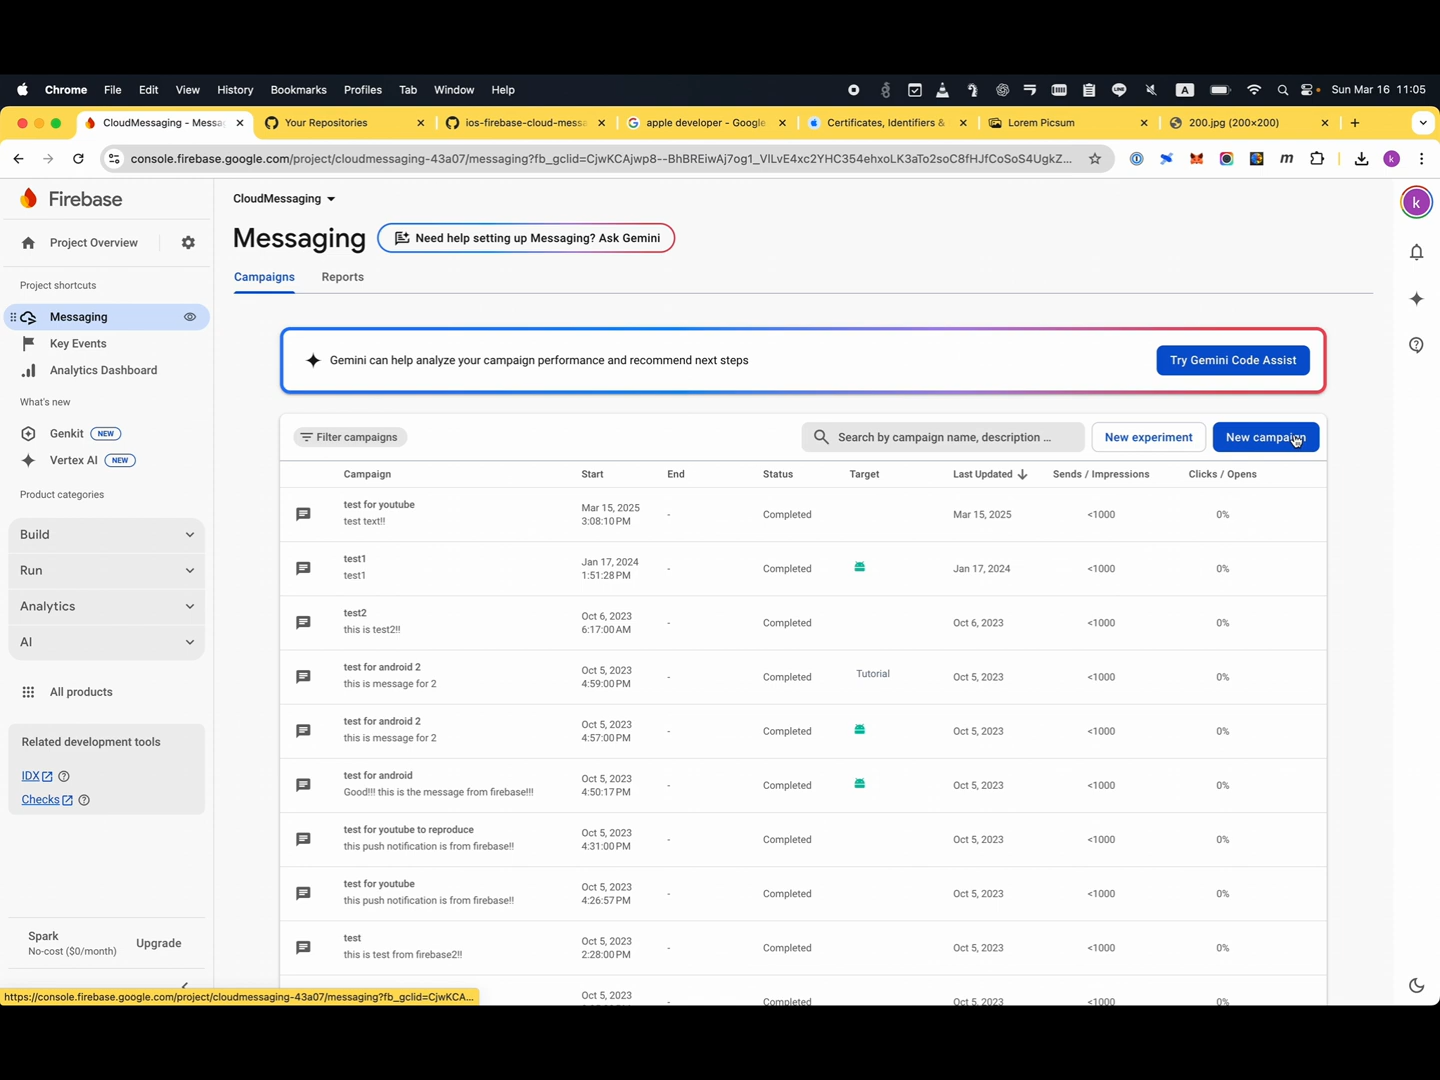 Chrome File Edit View History Bookmarks Profiles Tab Window Help A Sun Mar 16 11:05
CloudMessaging - Messa Your Repositories ios-firebase-cloud-mess apple developer - Google Certificates, Identifiers & Lorem Picsum 200.jpg (200×200)
console.firebase.google.com/project/cloudmessaging-43a07/messaging?fb_gclid=CjwKCAjwp8--BhBREiwAj7og1_VlLvE4xc2YHC354ehxoLK3aTo2soC8fHJfCoSoS4UgkZ... m k
Firebase
Project Overview
Project shortcuts
Messaging
Key Events
Analytics Dashboard
What's new
Genkit NEW
Vertex AI NEW
Product categories
Build
Run
Analytics
AI
All products
Related development tools
IDX
Checks
Spark
No-cost ($0/month)
Upgrade
https://console.firebase.google.com/project/cloudmessaging-43a07/messaging?fb_gclid=CjwKCA...
CloudMessaging
Messaging
Need help setting up Messaging? Ask Gemini
k
Campaigns Reports
Gemini can help analyze your campaign performance and recommend next steps
Try Gemini Code Assist
Filter campaigns Search by campaign name, description ... New experiment New campaign
Campaign Start End Status Target Last Updated Sends / Impressions Clicks / Opens
test for youtube
test text!!
Mar 15, 2025
3:08:10 PM
- Completed Mar 15, 2025 <1000 0%
test1
test1
Jan 17, 2024
1:51:28 PM
- Completed Jan 17, 2024 <1000 0%
test2
this is test2!!
Oct 6, 2023
6:17:00 AM
- Completed Oct 6, 2023 <1000 0%
test for android 2
this is message for 2
Oct 5, 2023
4:59:00 PM
- Completed Tutorial Oct 5, 2023 <1000 0%
test for android 2
this is message for 2
Oct 5, 2023
4:57:00 PM
- Completed Oct 5, 2023 <1000 0%
test for android
Good!!! this is the message from firebase!!!
Oct 5, 2023
4:50:17 PM
- Completed Oct 5, 2023 <1000 0%
test for youtube to reproduce
this push notification is from firebase!!
Oct 5, 2023
4:31:00 PM
- Completed Oct 5, 2023 <1000 0%
test for youtube
this push notification is from firebase!!
Oct 5, 2023
4:26:57 PM
- Completed Oct 5, 2023 <1000 0%
test
this is test from firebase2!!
Oct 5, 2023
2:28:00 PM
- Completed Oct 5, 2023 <1000 0%
Oct 5, 2023
Completed Oct 5, 2023 <1000 0%